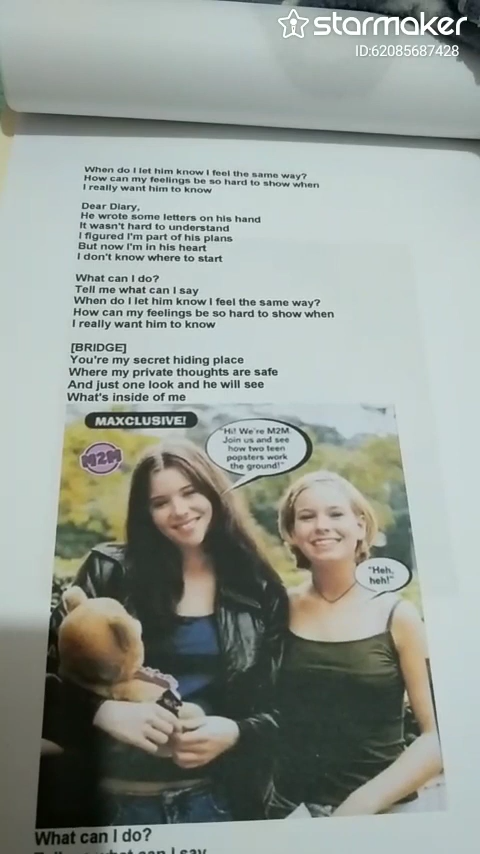 starmaker
ID:62085687428
When do I let him know I feel the same way?
How can my feelings be so hard to show when
I really want him to know
Dear Diary,
He wrote some letters on his hand
It wasn't hard to understand
I figured I'm part of his plans
But now I'm in his heart
I don't know where to start
What can I do?
Tell me what can I say
When do I let him know I feel the same way?
How can my feelings be so hard to show when
I really want him to know
[BRIDGE]
You're my secret hiding place
Where my private thoughts are safe
And just one look and he will see
What's inside of me
MAXCLUSIVE!
M2M
"Hi! We're M2M.
Join us and see
how two teen
popsters work
the ground!"
"Heh,
heh!"
What can I do?
Tell me what can I say